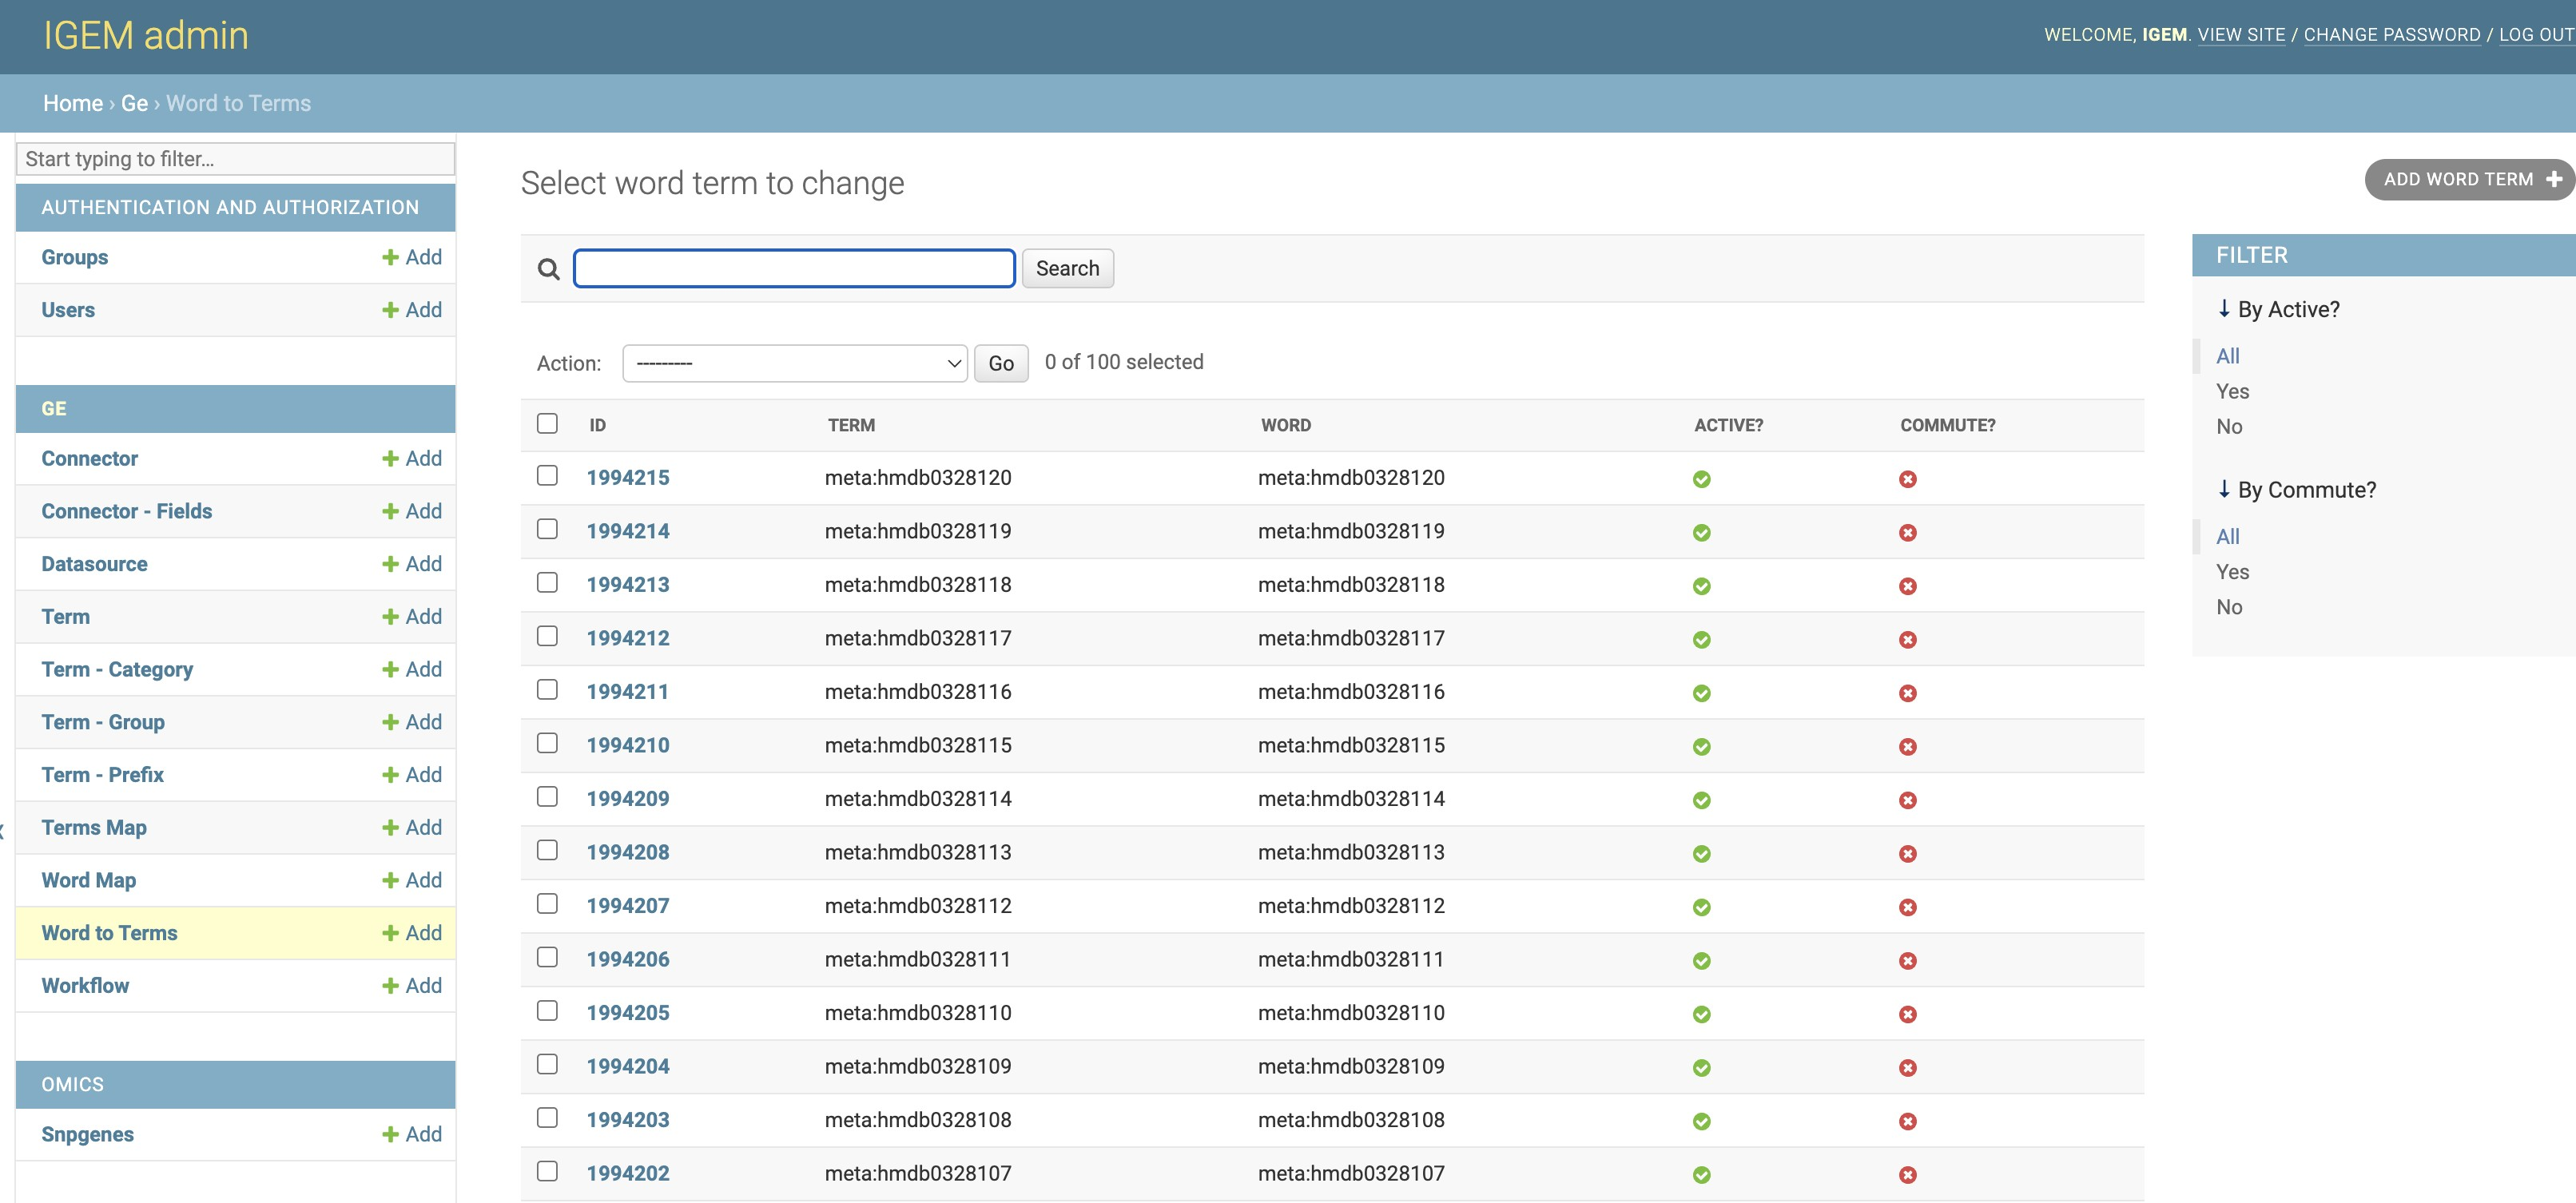 IGEM admin
WELCOME, IGEM. VIEW SITE / CHANGE PASSWORD / LOG OUT
Home › Ge › Word to Terms
Start typing to filter...
AUTHENTICATION AND AUTHORIZATION
Groups + Add
Users + Add
GE
Connector + Add
Connector - Fields + Add
Datasource + Add
Term + Add
Term - Category + Add
Term - Group + Add
Term - Prefix + Add
Terms Map + Add
Word Map + Add
Word to Terms + Add
Workflow + Add
OMICS
Snpgenes + Add
Select word term to change
ADD WORD TERM +
Search
Action: --------- Go 0 of 100 selected
ID TERM WORD ACTIVE? COMMUTE?
1994215 meta:hmdb0328120 meta:hmdb0328120
1994214 meta:hmdb0328119 meta:hmdb0328119
1994213 meta:hmdb0328118 meta:hmdb0328118
1994212 meta:hmdb0328117 meta:hmdb0328117
1994211 meta:hmdb0328116 meta:hmdb0328116
1994210 meta:hmdb0328115 meta:hmdb0328115
1994209 meta:hmdb0328114 meta:hmdb0328114
1994208 meta:hmdb0328113 meta:hmdb0328113
1994207 meta:hmdb0328112 meta:hmdb0328112
1994206 meta:hmdb0328111 meta:hmdb0328111
1994205 meta:hmdb0328110 meta:hmdb0328110
1994204 meta:hmdb0328109 meta:hmdb0328109
1994203 meta:hmdb0328108 meta:hmdb0328108
1994202 meta:hmdb0328107 meta:hmdb0328107
FILTER
↓ By Active?
All
Yes
No
↓ By Commute?
All
Yes
No